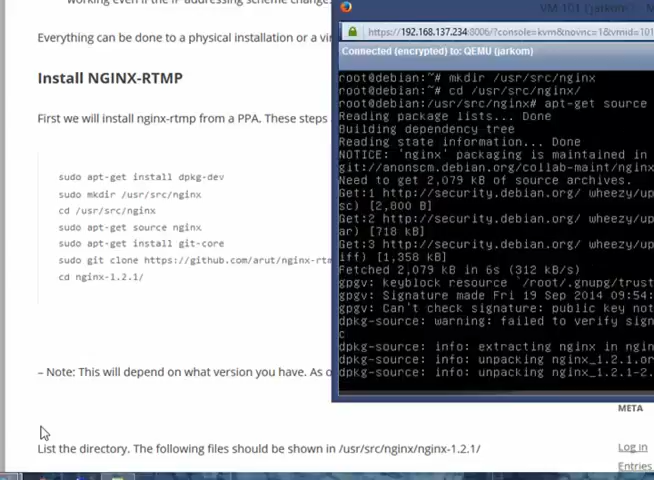 working even if the IP addressing scheme change.
Everything can be done to a physical installation or a vir
Install NGINX-RTMP
First we will install nginx-rtmp from a PPA. These steps
sudo apt-get install dpkg-dev
sudo mkdir /usr/src/nginx
cd /usr/src/nginx
sudo apt-get source nginx
sudo apt-get install git-core
sudo git clone https://github.com/arut/nginx-rtm
cd nginx-1.2.1/
– Note: This will depend on what version you have. As o
List the directory. The following files should be shown in /usr/src/nginx/nginx-1.2.1/
VM 101 (jarkom)
https://192.168.137.234:8006/?console=kvm&novnc=1&vmid=101
Connected (encrypted) to: QEMU (jarkom)
root@debian:~# mkdir /usr/src/nginx
root@debian:~# cd /usr/src/nginx/
root@debian:/usr/src/nginx# apt-get source
Reading package lists... Done
Building dependency tree
Reading state information... Done
NOTICE: 'nginx' packaging is maintained in
git://anonscm.debian.org/collab-maint/nginx
Need to get 2,079 kB of source archives.
Get:1 http://security.debian.org/ wheezy/up
sc) [2,800 B]
Get:2 http://security.debian.org/ wheezy/up
ar) [718 kB]
Get:3 http://security.debian.org/ wheezy/up
iff) [1,358 kB]
Fetched 2,079 kB in 6s (312 kB/s)
gpgv: keyblock resource `/root/.gnupg/trust
gpgv: Signature made Fri 19 Sep 2014 09:54:
gpgv: Can't check signature: public key not
dpkg-source: warning: failed to verify sign
c
dpkg-source: info: extracting nginx in ngin
dpkg-source: info: unpacking nginx_1.2.1.or
dpkg-source: info: unpacking nginx_1.2.1-2.
META
Log in
Entries